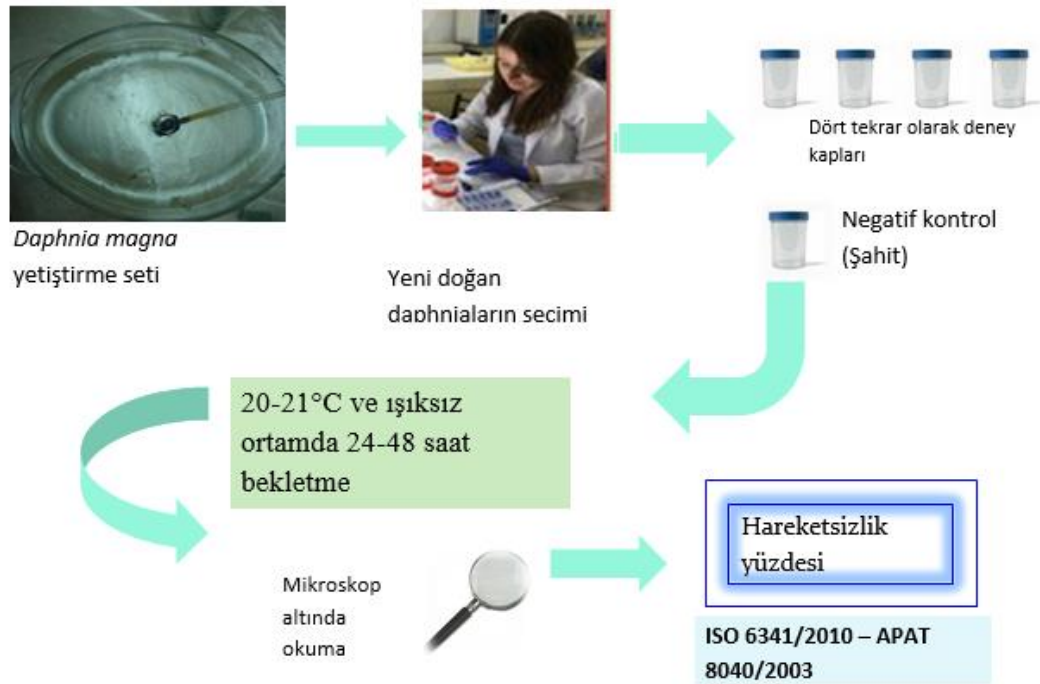 Daphnia magna
yetiştirme seti
Yeni doğan
daphniaların secimi
Dört tekrar olarak deney
kapları
Negatif kontrol
(Şahit)
20-21°C ve ışıksız
ortamda 24-48 saat
bekletme
Mikroskop
altında
okuma
Hareketsizlik
yüzdesi
ISO 6341/2010 – APAT
8040/2003